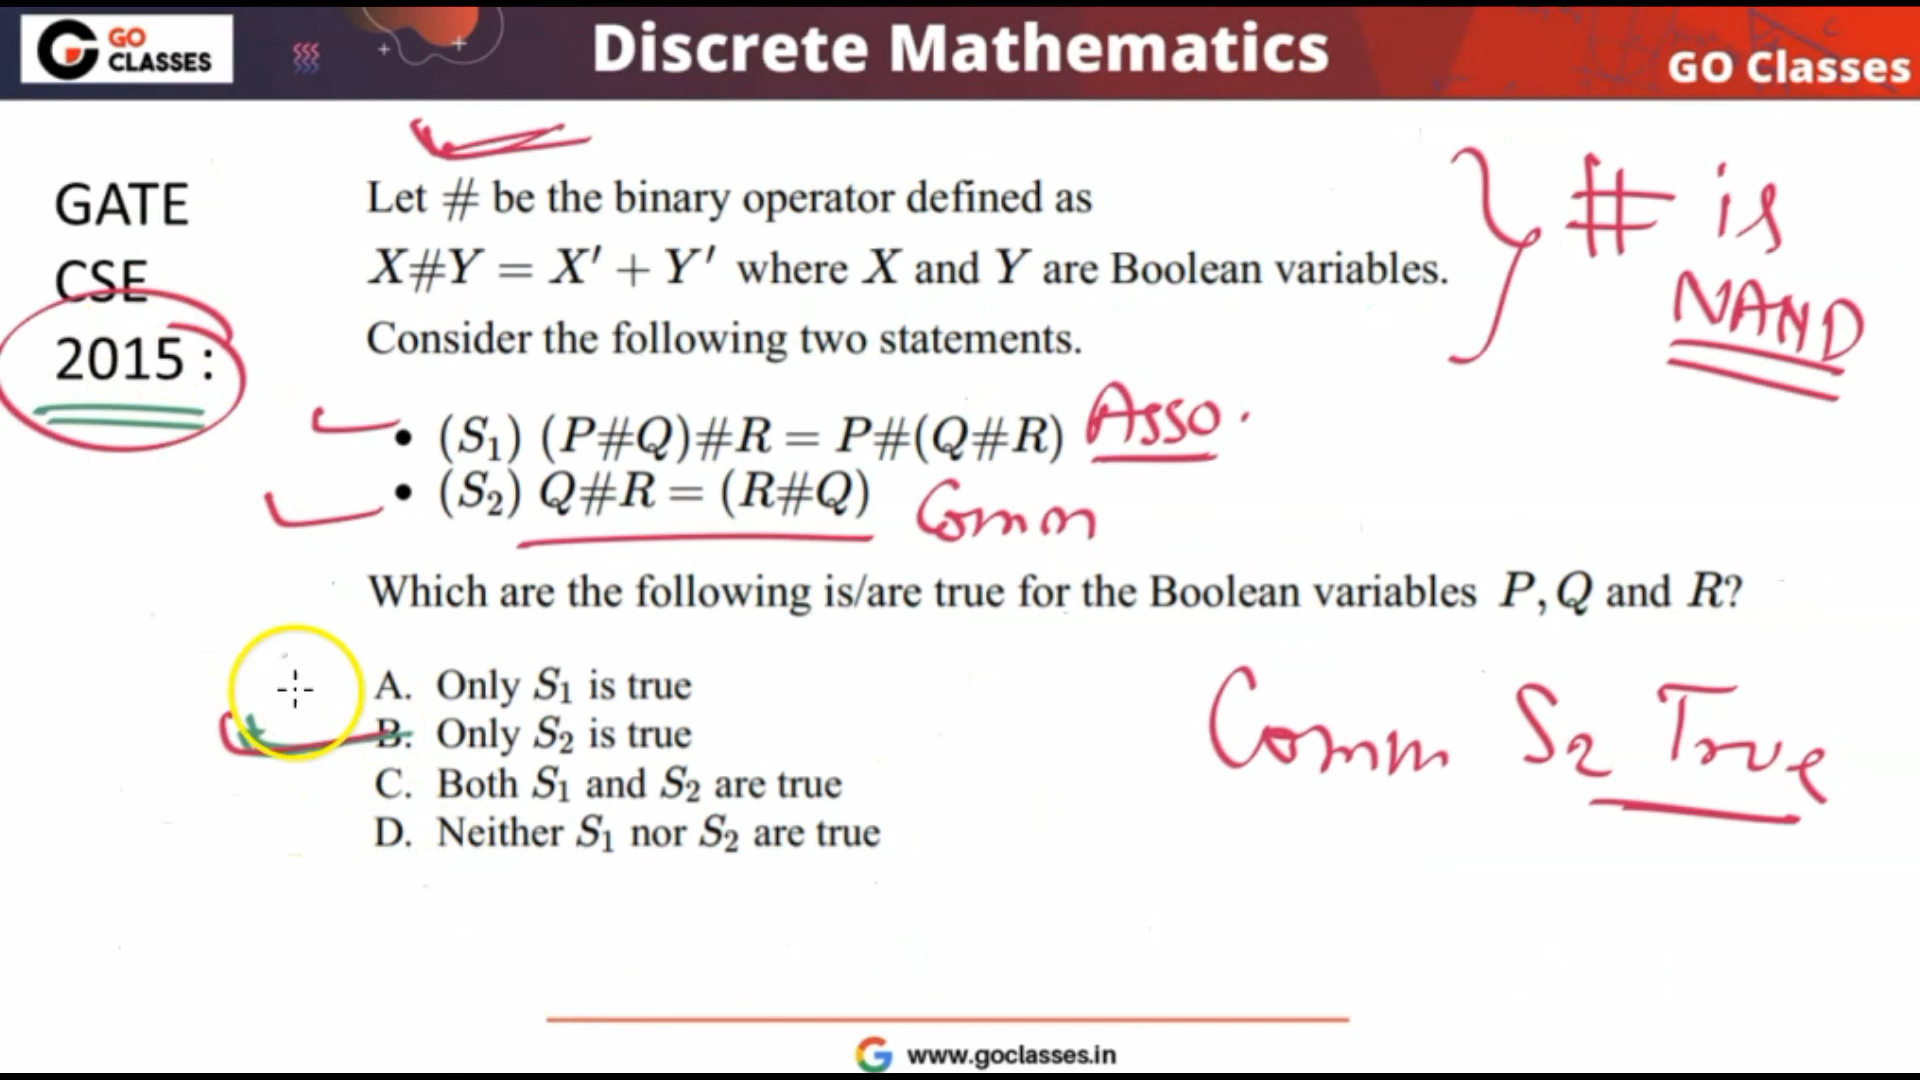 GO
CLASSES
Discrete Mathematics
GO Classes
GATE
CSE
2015 :
Let # be the binary operator defined as
X#Y = X′ + Y′ where X and Y are Boolean variables.
Consider the following two statements.
# is
NAND
• (S₁) (P#Q)#R = P#(Q#R) Asso.
• (S₂) Q#R = (R#Q) Comm
Which are the following is/are true for the Boolean variables P, Q and R?
A. Only S₁ is true
B. Only S₂ is true
C. Both S₁ and S₂ are true
D. Neither S₁ nor S₂ are true
Comm S₂ True
www.goclasses.in